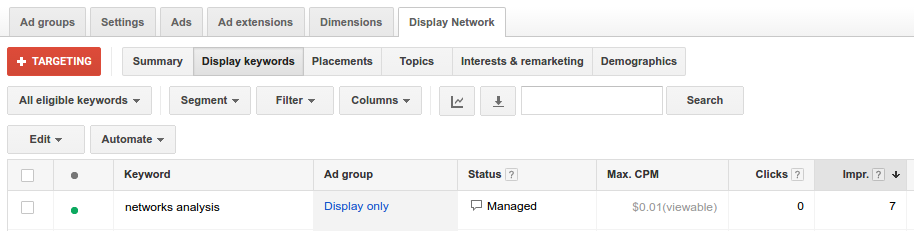 Ad groups Settings Ads Ad extensions Dimensions Display Network
+ TARGETING Summary Display keywords Placements Topics Interests & remarketing Demographics
All eligible keywords Segment Filter Columns Search
Edit Automate
Keyword Ad group Status ? Max. CPM Clicks ? Impr. ?
networks analysis Display only Managed $0.01(viewable) 0 7